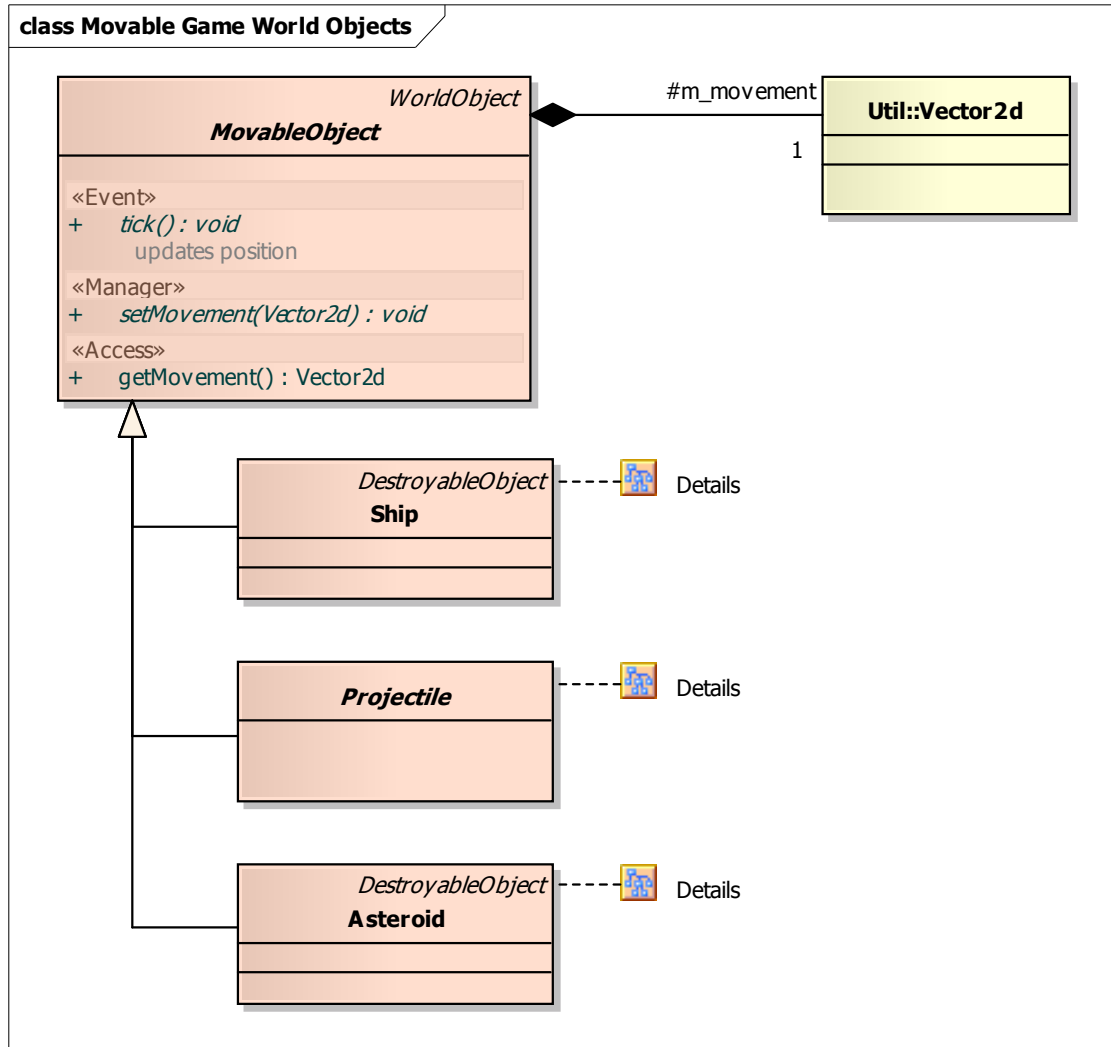 class Movable Game World Objects
WorldObject
MovableObject
«Event»
+ tick() : void
updates position
«Manager»
+ setMovement(Vector2d) : void
«Access»
+ getMovement() : Vector2d
#m_movement
1
Util::Vector2d
DestroyableObject
Ship
Details
Projectile
Details
DestroyableObject
Asteroid
Details